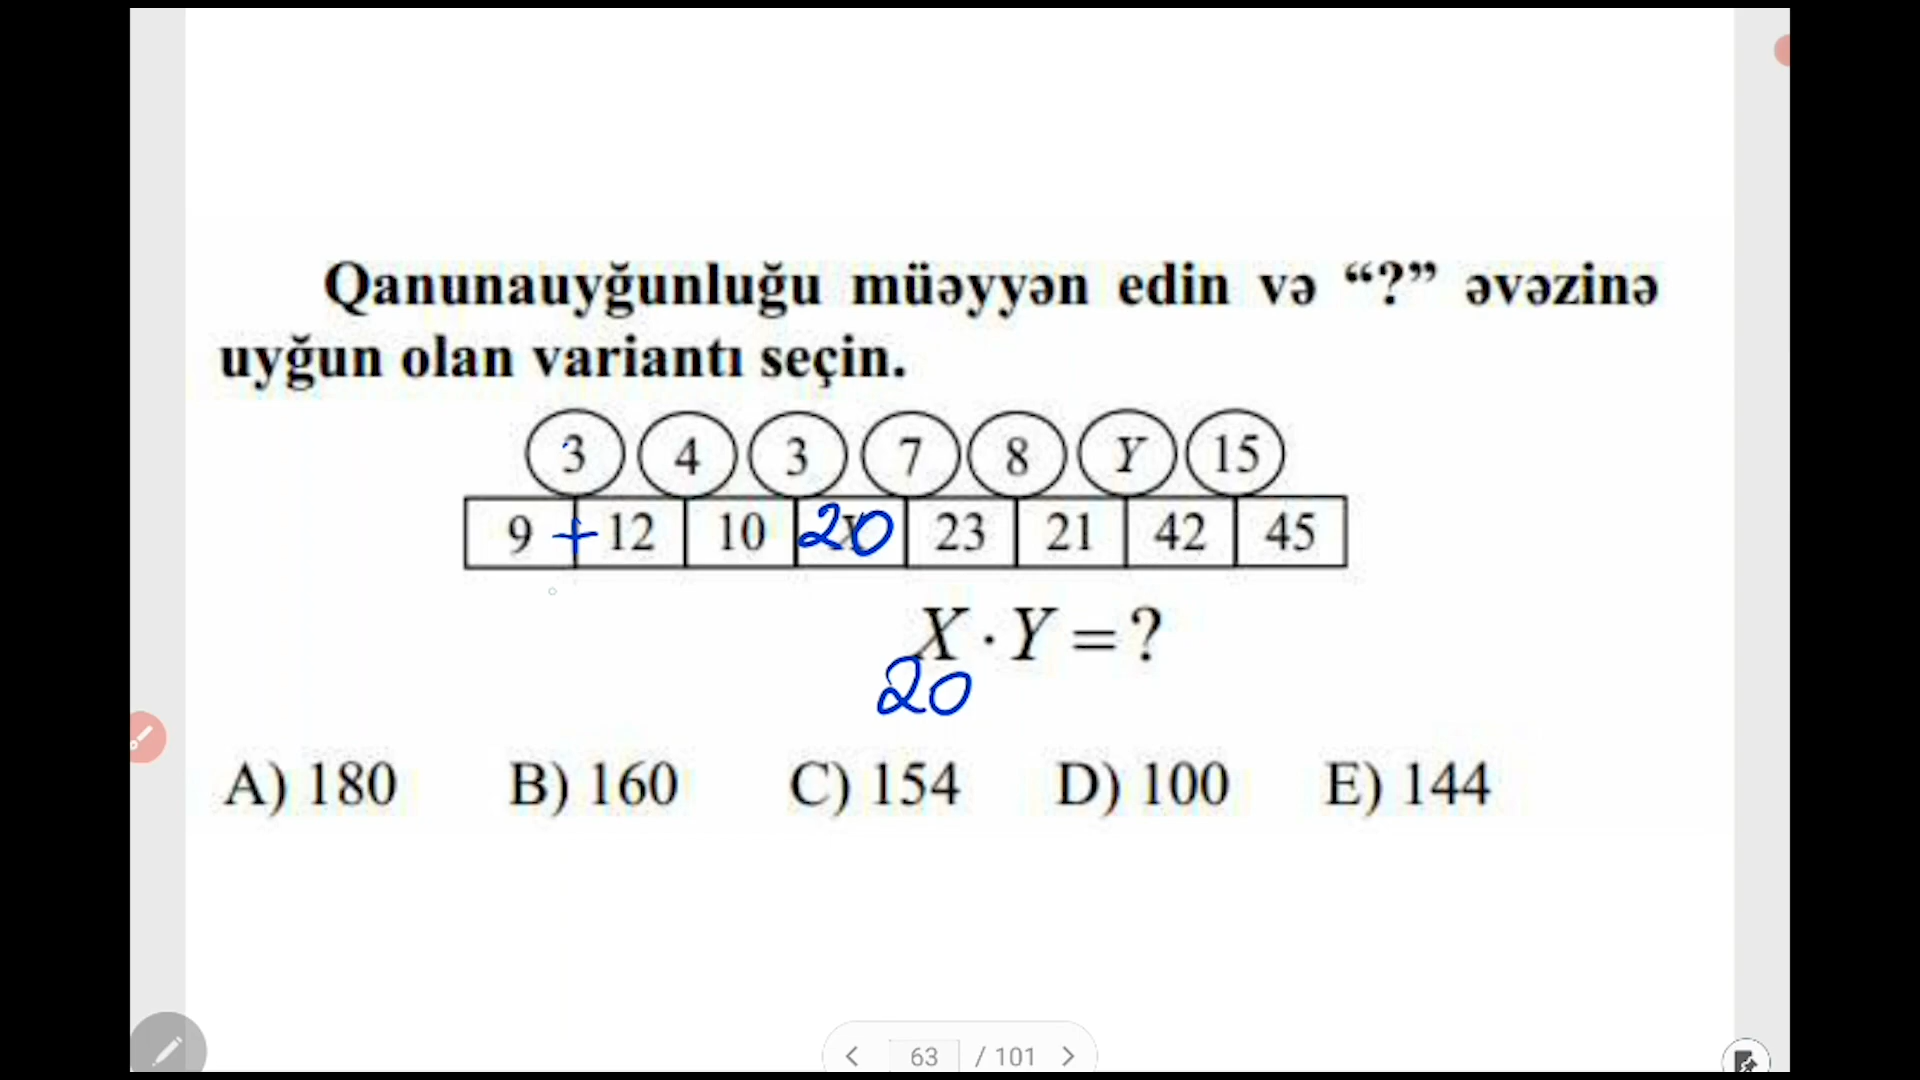 Qanunauyğunluğu müəyyən edin və “?” əvəzinə
uyğun olan variantı seçin.
3 4 3 7 8 Y 15
9 + 12 10 20 23 21 42 45
X · Y = ?
20
A) 180 B) 160 C) 154 D) 100 E) 144
63 / 101